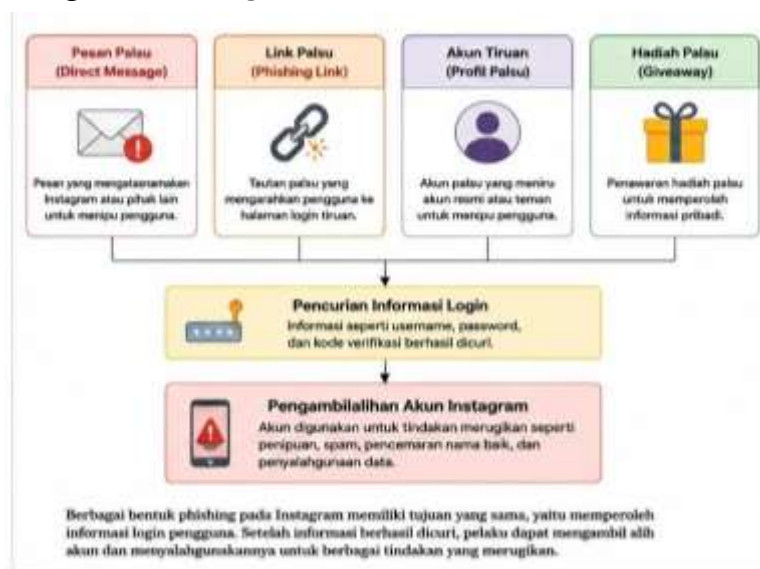 Pesan Palsu
(Direct Message)
Pesan yang mengatasnamakan
Instagram atau pihak lain
untuk menipu pengguna.
Link Palsu
(Phishing Link)
Tautan palsu yang
mengarahkan pengguna ke
halaman login tiruan.
Akun Tiruan
(Profil Palsu)
Akun palsu yang meniru
akun resmi atau teman
untuk menipu pengguna.
Hadiah Palsu
(Giveaway)
Penawaran hadiah palsu
untuk memperoleh
informasi pribadi.
Pencurian Informasi Login
Informasi seperti username, password,
dan kode verifikasi berhasil dicuri.
Pengambilalihan Akun Instagram
Akun digunakan untuk tindakan merugikan seperti
penipuan, spam, pencemaran nama baik, dan
penyalahgunaan data.
Berbagai bentuk phishing pada Instagram memiliki tujuan yang sama, yaitu memperoleh
informasi login pengguna. Setelah informasi berhasil dicuri, pelaku dapat mengambil alih
akun dan menyalahgunakannya untuk berbagai tindakan yang merugikan.